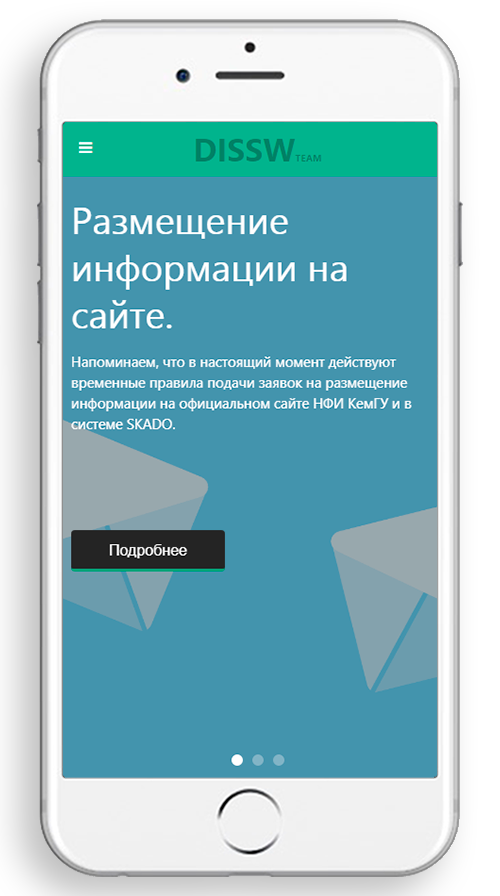 DISSW TEAM
Размещение
информации на
сайте.
Напоминаем, что в настоящий момент действуют
временные правила подачи заявок на размещение
информации на официальном сайте НФИ КемГУ и в
системе SKADO.
Подробнее